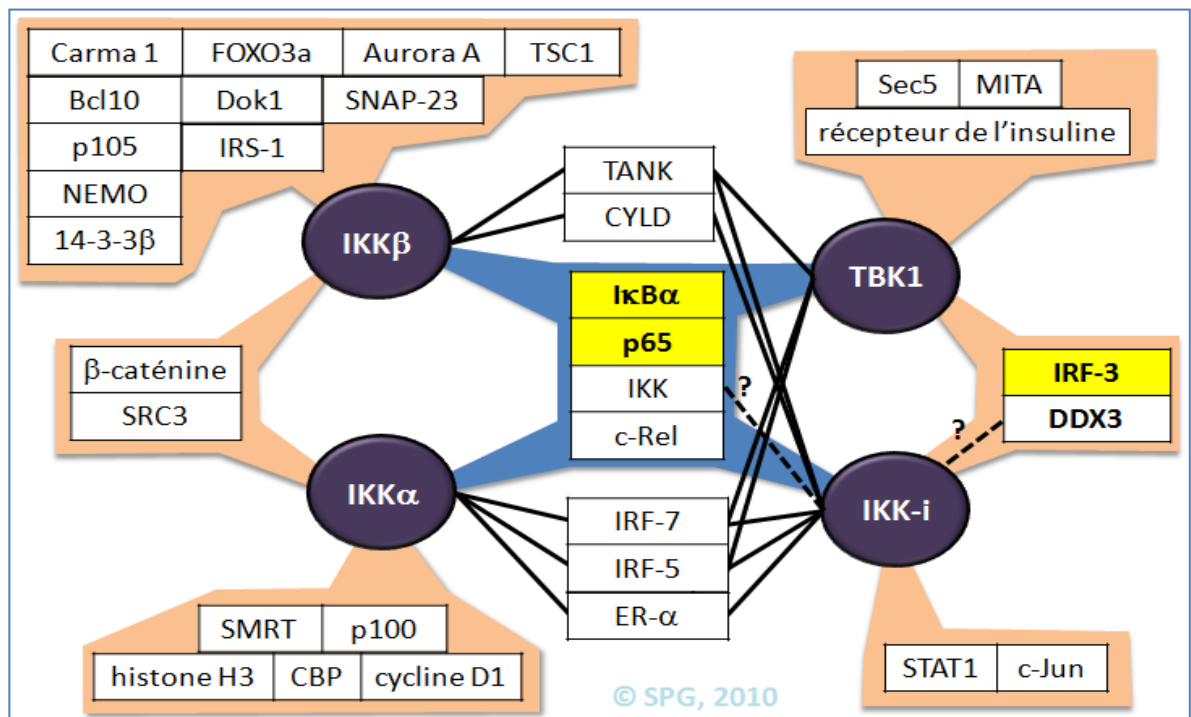 Carma 1 FOXO3a Aurora A TSC1
Bcl10 Dok1 SNAP-23
p105 IRS-1
NEMO
14-3-3β
Sec5 MITA
récepteur de l’insuline
TANK
CYLD
IKKβ
TBK1
IκBα
p65
IKK
c-Rel
?
β-caténine
SRC3
IRF-3
DDX3
?
IKKα
IKK-i
IRF-7
IRF-5
ER-α
SMRT p100
histone H3 CBP cycline D1
STAT1 c-Jun
© SPG, 2010